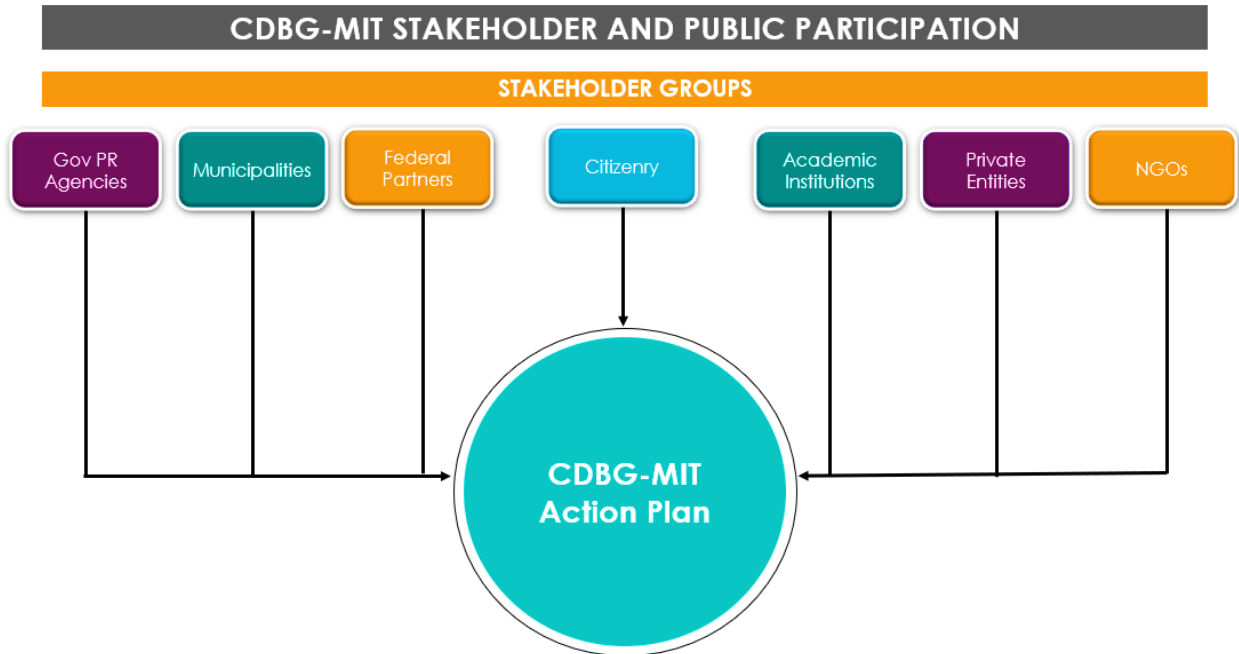 CDBG-MIT STAKEHOLDER AND PUBLIC PARTICIPATION
STAKEHOLDER GROUPS
Gov PR
Agencies
Municipalities
Federal
Partners
Citizenry
Academic
Institutions
Private
Entities
NGOs
CDBG-MIT
Action Plan